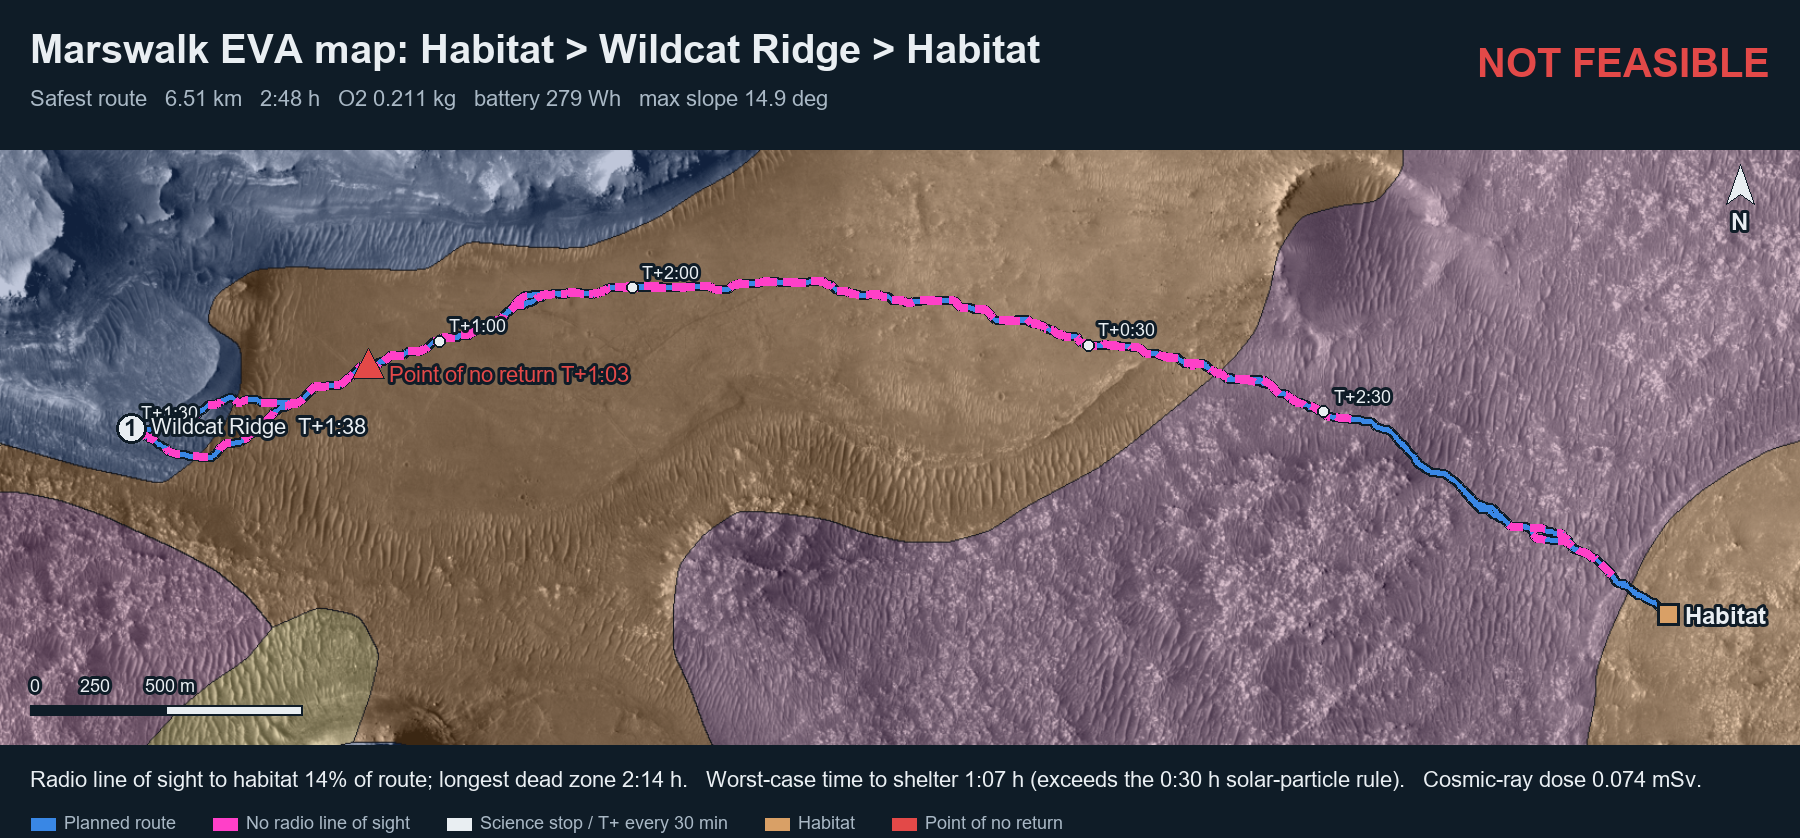 Marswalk EVA map: Habitat > Wildcat Ridge > Habitat
NOT FEASIBLE
Safest route 6.51 km 2:48 h O2 0.211 kg battery 279 Wh max slope 14.9 deg
N
T+2:00
T+1:00
T+0:30
Point of no return T+1:03
T+2:30
T+1:30
1 Wildcat Ridge T+1:38
Habitat
0 250 500 m
Radio line of sight to habitat 14% of route; longest dead zone 2:14 h. Worst-case time to shelter 1:07 h (exceeds the 0:30 h solar-particle rule). Cosmic-ray dose 0.074 mSv.
Planned route No radio line of sight Science stop / T+ every 30 min Habitat Point of no return